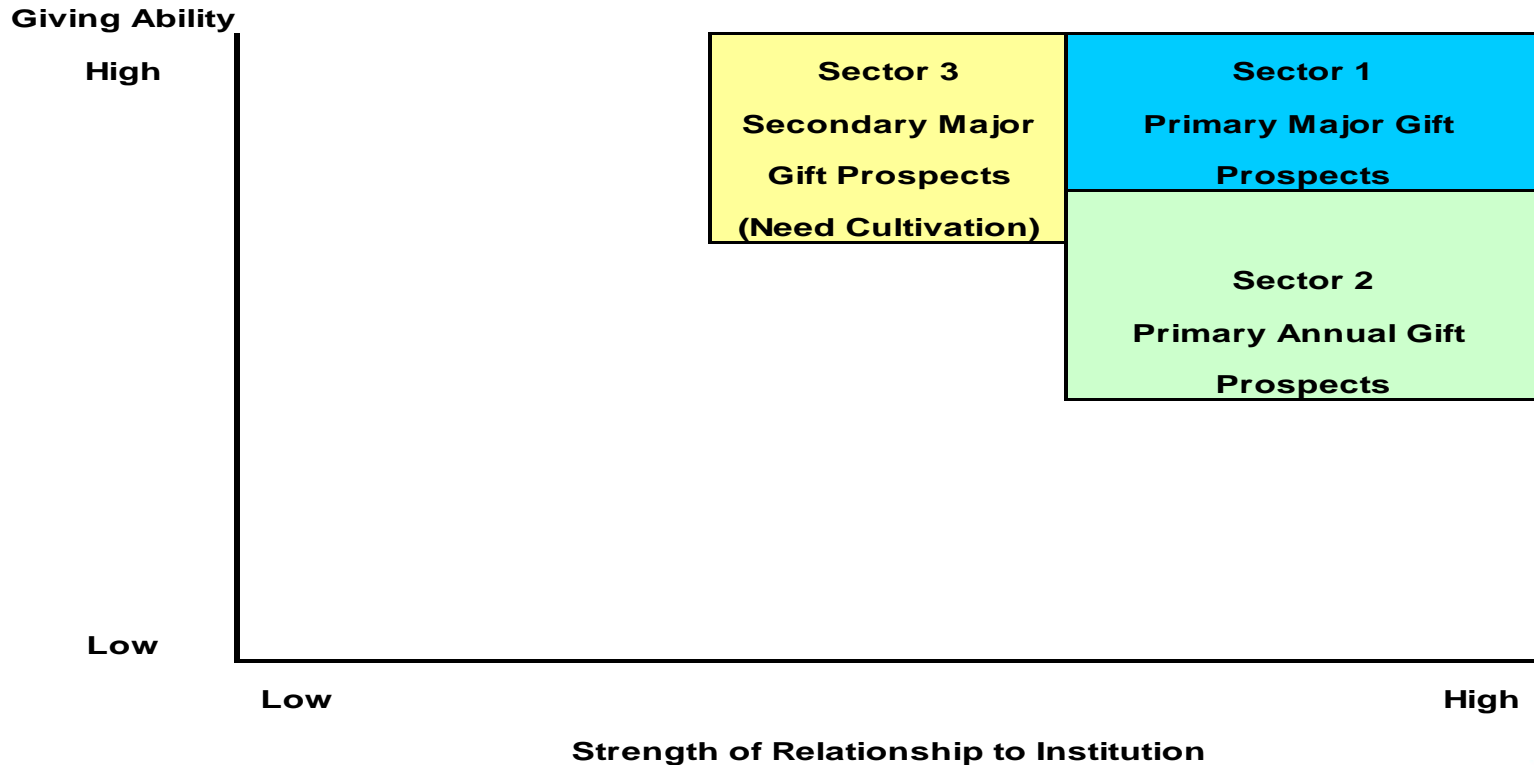 Giving Ability
High
Sector 3
Secondary Major
Gift Prospects
(Need Cultivation)
Sector 1
Primary Major Gift
Prospects
Sector 2
Primary Annual Gift
Prospects
Low
Low
High
Strength of Relationship to Institution